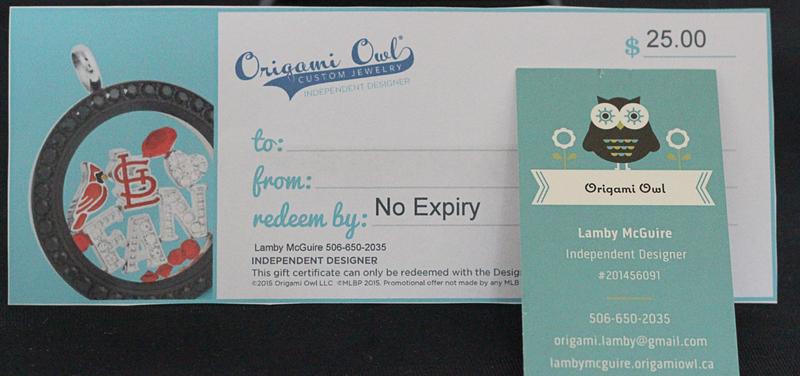 Origami Owl®
CUSTOM JEWELRY
INDEPENDENT DESIGNER
$ 25.00
to:
from:
redeem by: No Expiry
Lamby McGuire 506-650-2035
INDEPENDENT DESIGNER
This gift certificate can only be redeemed with the
©2015 Origami Owl LLC ©MLBP 2015. Promotional offer not made by any MLB
STL
FAN
Origami Owl
Lamby McGuire
Independent Designer
#201456091
506-650-2035
origami.lamby@gmail.com
lambymcguire.origamiowl.ca